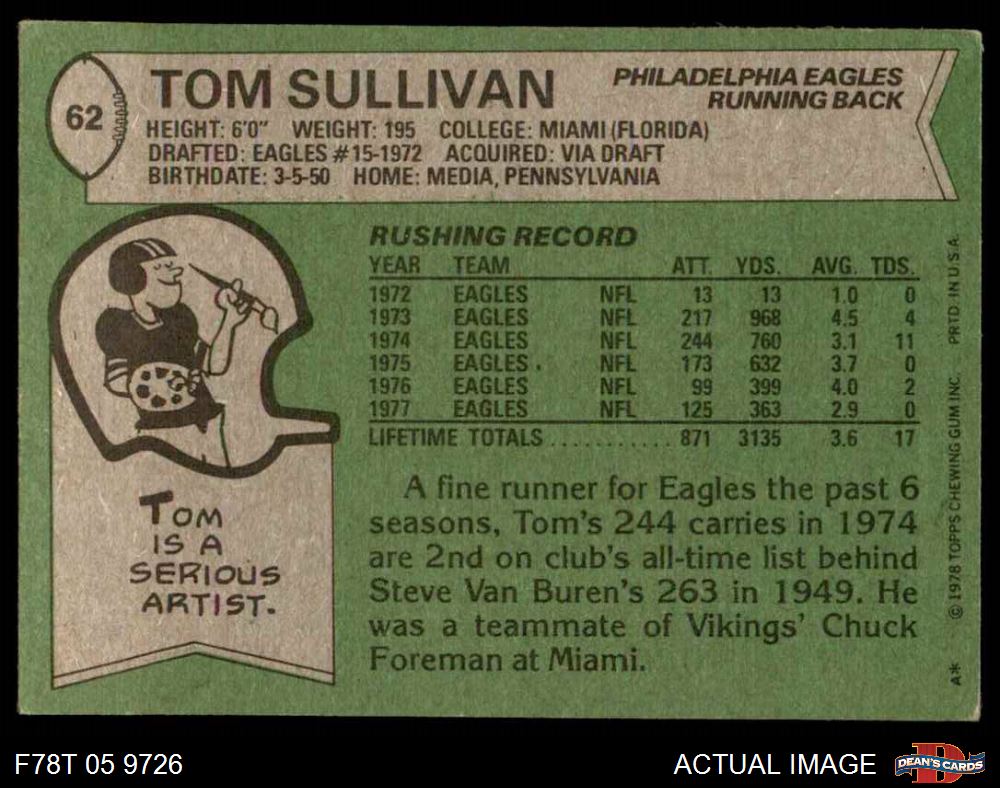 62
TOM SULLIVAN
PHILADELPHIA EAGLES
RUNNING BACK
HEIGHT: 6'0" WEIGHT: 195 COLLEGE: MIAMI (FLORIDA)
DRAFTED: EAGLES #15-1972 ACQUIRED: VIA DRAFT
BIRTHDATE: 3-5-50 HOME: MEDIA, PENNSYLVANIA
RUSHING RECORD
YEAR TEAM ATT. YDS. AVG. TDS.
1972 EAGLES NFL 13 13 1.0 0
1973 EAGLES NFL 217 968 4.5 4
1974 EAGLES NFL 244 760 3.1 11
1975 EAGLES NFL 173 632 3.7 0
1976 EAGLES NFL 99 399 4.0 2
1977 EAGLES NFL 125 363 2.9 0
LIFETIME TOTALS........... 871 3135 3.6 17
A fine runner for Eagles the past 6
seasons, Tom's 244 carries in 1974
are 2nd on club's all-time list behind
Steve Van Buren's 263 in 1949. He
was a teammate of Vikings' Chuck
Foreman at Miami.
TOM
IS A
SERIOUS
ARTIST.
A* © 1978 TOPPS CHEWING GUM INC. PRTD. IN U.S.A.
F78T 05 9726
ACTUAL IMAGE
DEAN'S CARDS